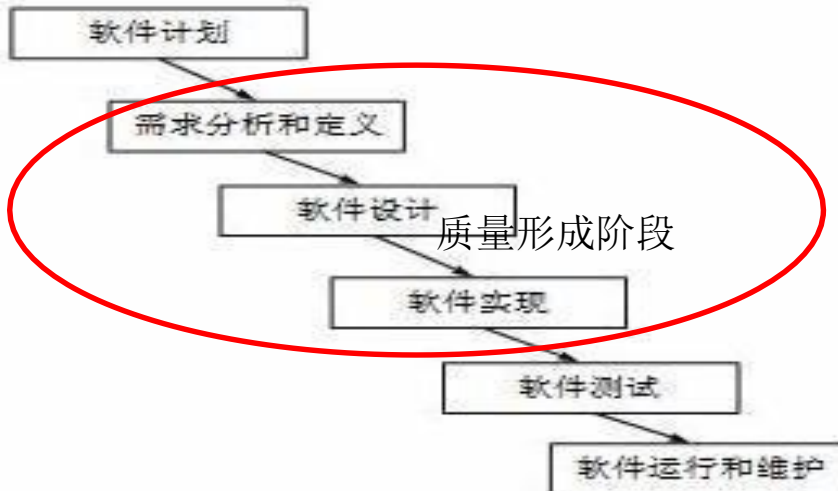 软件计划
需求分析和定义
软件设计
质量形成阶段
软件实现
软件测试
软件运行和维护